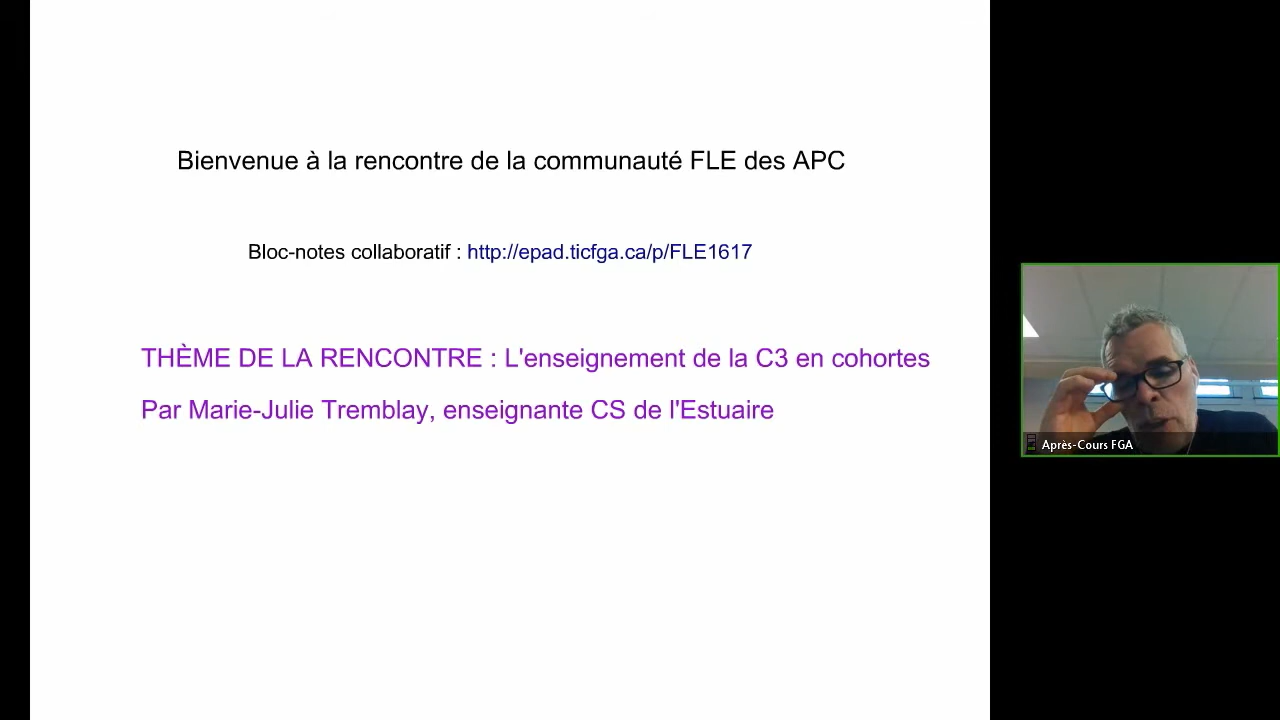 Bienvenue à la rencontre de la communauté FLE des APC
Bloc-notes collaboratif : http://epad.ticfga.ca/p/FLE1617
THÈME DE LA RENCONTRE : L'enseignement de la C3 en cohortes
Par Marie-Julie Tremblay, enseignante CS de l'Estuaire
Après-Cours FGA